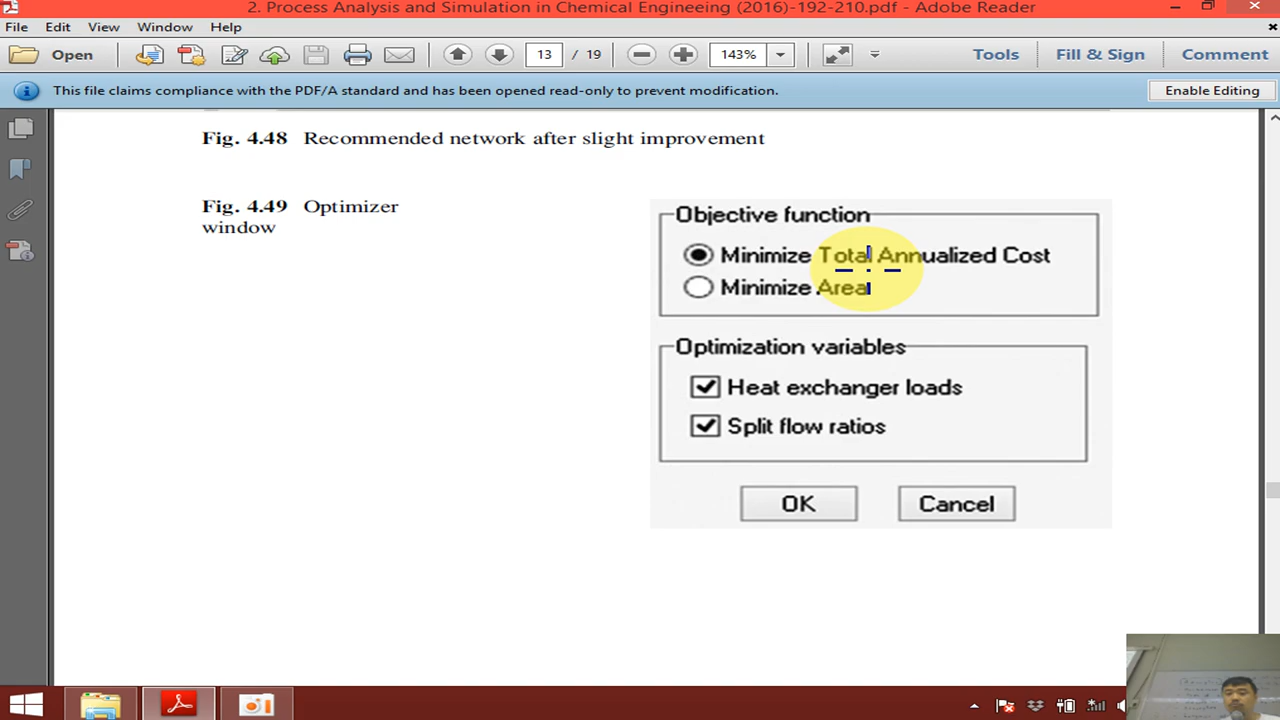 2. Process Analysis and Simulation in Chemical Engineeing (2016)-192-210.pdf - Adobe Reader
File Edit View Window Help
Open 13 / 19 143% Tools Fill & Sign Comment
This file claims compliance with the PDF/A standard and has been opened read-only to prevent modification. Enable Editing
Fig. 4.48 Recommended network after slight improvement
Fig. 4.49 Optimizer
window
Objective function
Minimize Total Annualized Cost
Minimize Area
Optimization variables
Heat exchanger loads
Split flow ratios
OK Cancel